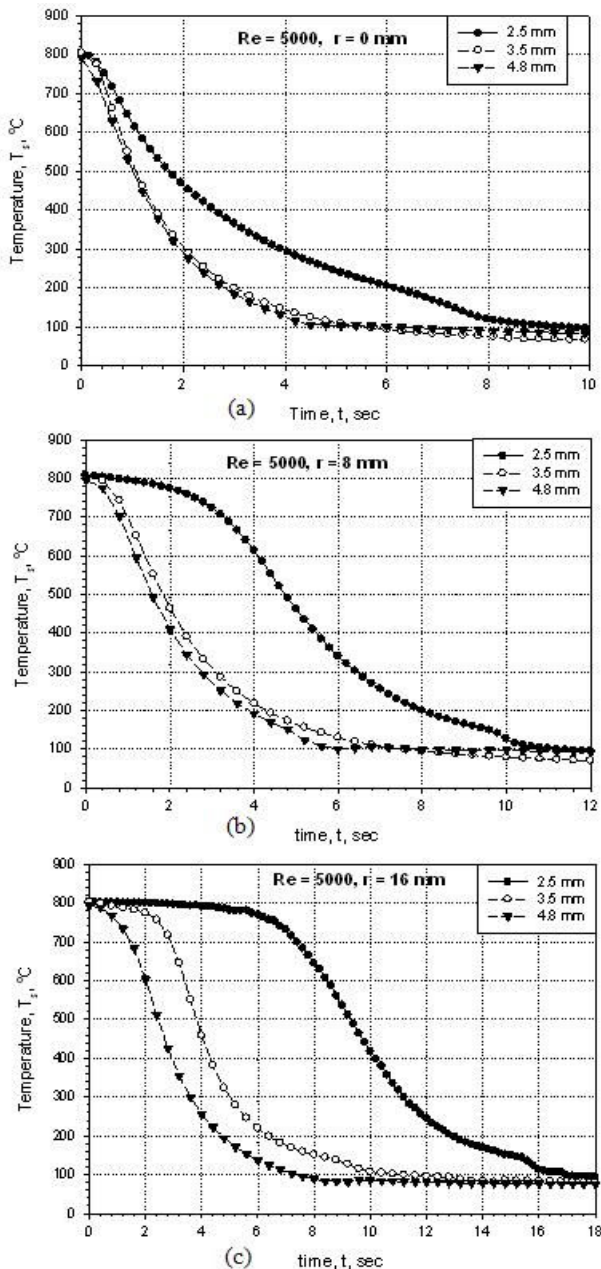 900
Re = 5000, r = 0 mm
2.5 mm
800
3.5 mm
4.8 mm
700
600
500
400
300
200
100
0
Temperature, Tₛ, °C
0 2 4 6 8 10
(a)
Time, t, sec
900
Re = 5000, r = 8 mm
2.5 mm
800
3.5 mm
4.8 mm
700
600
500
400
300
200
100
0
Temperature, Tₛ, °C
0 2 4 6 8 10 12
(b)
time, t, sec
900
Re = 5000, r = 16 mm
2.5 mm
800
3.5 mm
4.8 mm
700
600
500
400
300
200
100
0
Temperature, Tₛ, °C
0 2 4 6 8 10 12 14 16 18
(c)
time, t, sec